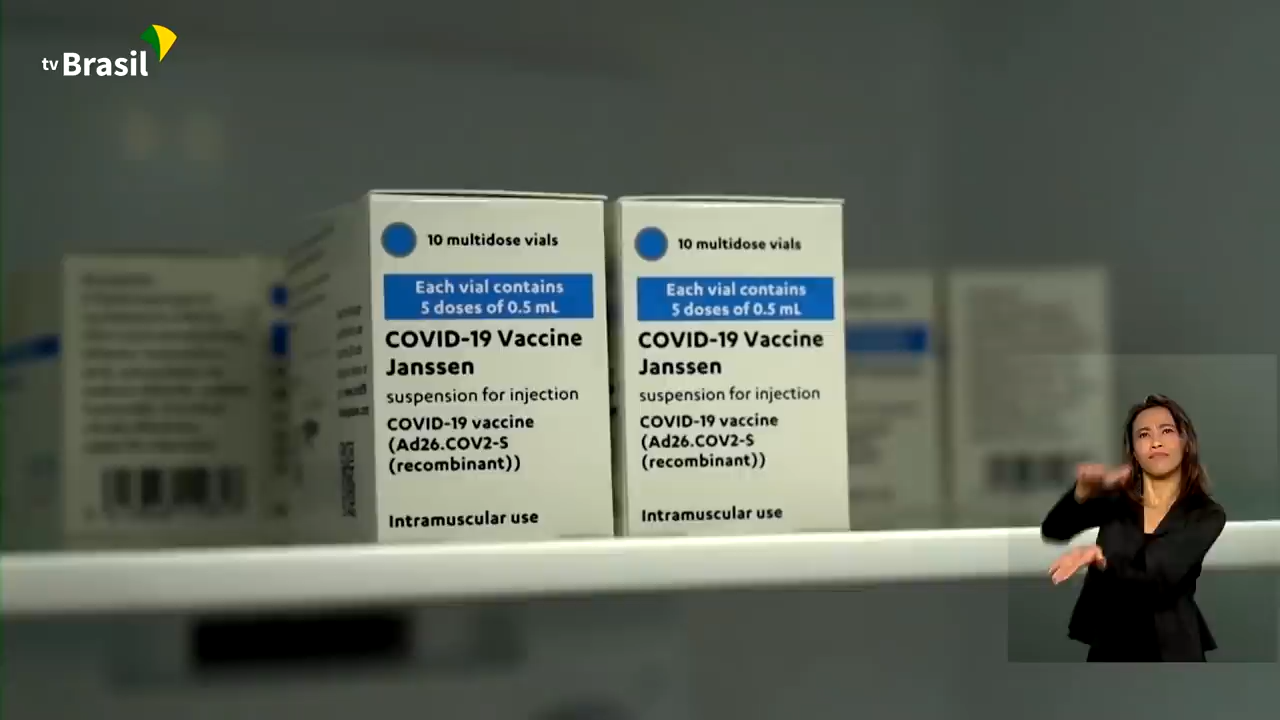 tv Brasil
10 multidose vials
Each vial contains
5 doses of 0.5 mL
COVID-19 Vaccine
Janssen
suspension for injection
COVID-19 vaccine
(Ad26.COV2-S
(recombinant))
Intramuscular use
10 multidose vials
Each vial contains
5 doses of 0.5 mL
COVID-19 Vaccine
Janssen
suspension for injection
COVID-19 vaccine
(Ad26.COV2-S
(recombinant))
Intramuscular use